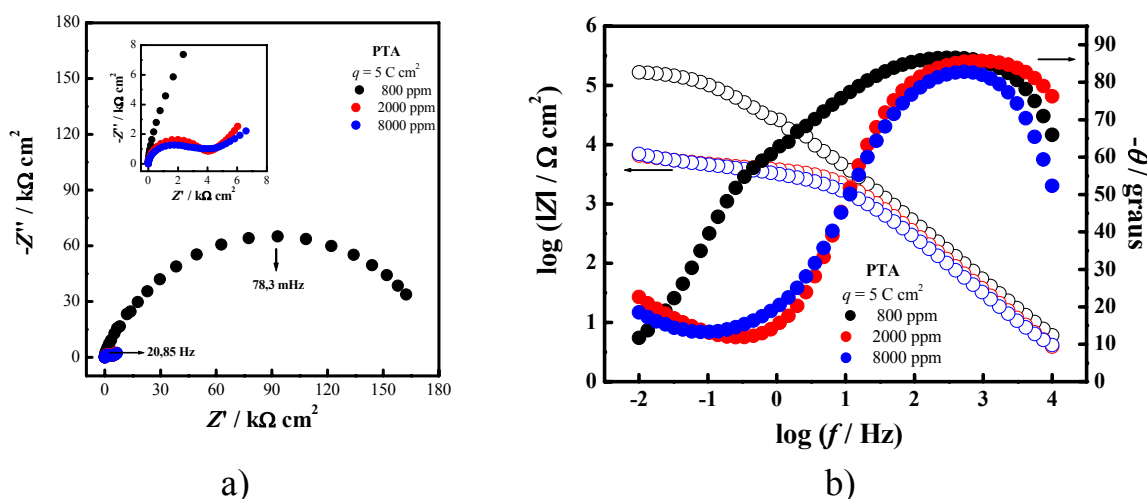 180
150
120
90
60
30
0
-Z'' / kΩ cm²
0 30 60 90 120 150 180
Z' / kΩ cm²
8
6
4
2
0
-Z'' / kΩ cm²
0 2 4 6 8
Z' / kΩ cm²
PTA
q = 5 C cm²
800 ppm
2000 ppm
8000 ppm
78,3 mHz
20,85 Hz
a)
6
5
4
3
2
1
0
log (|Z| / Ω cm²)
-2 -1 0 1 2 3 4
log (f / Hz)
90
80
70
60
50
40
30
20
10
0
-θ / graus
PTA
q = 5 C cm²
800 ppm
2000 ppm
8000 ppm
b)